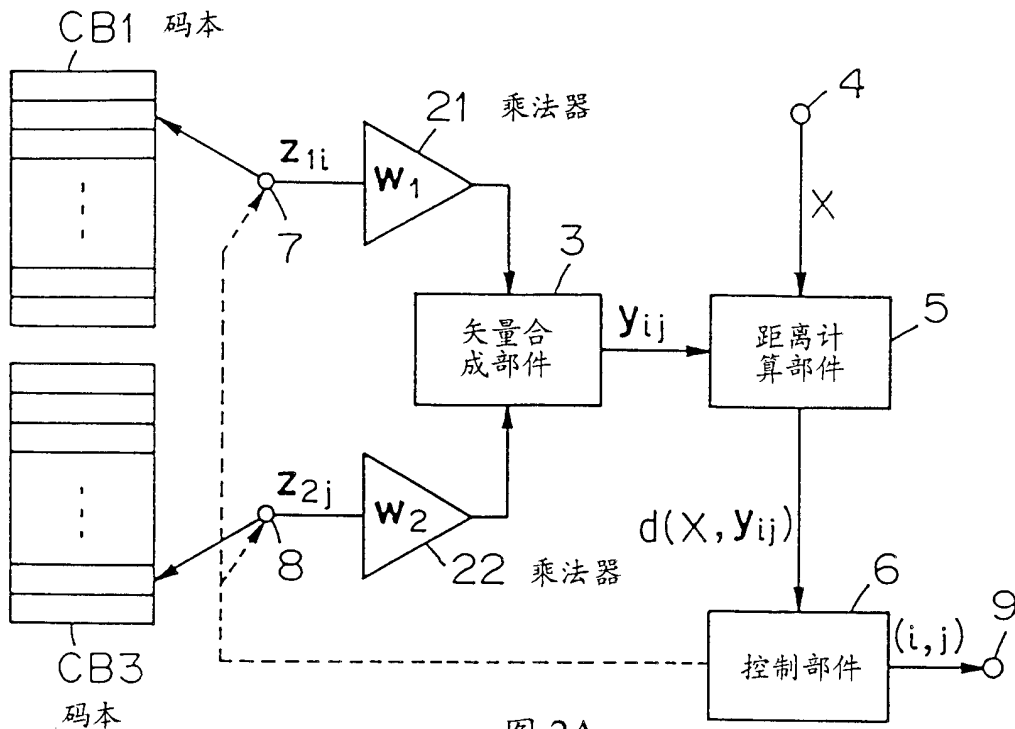 CB1 码本
21 乘法器
4
z1i
w1
7
X
3
矢量合
成部件
yij
5
距离计
算部件
z2j
w2
8
22 乘法器
d(X, yij)
6
(i,j)
9
控制部件
CB3
码本
图 2A